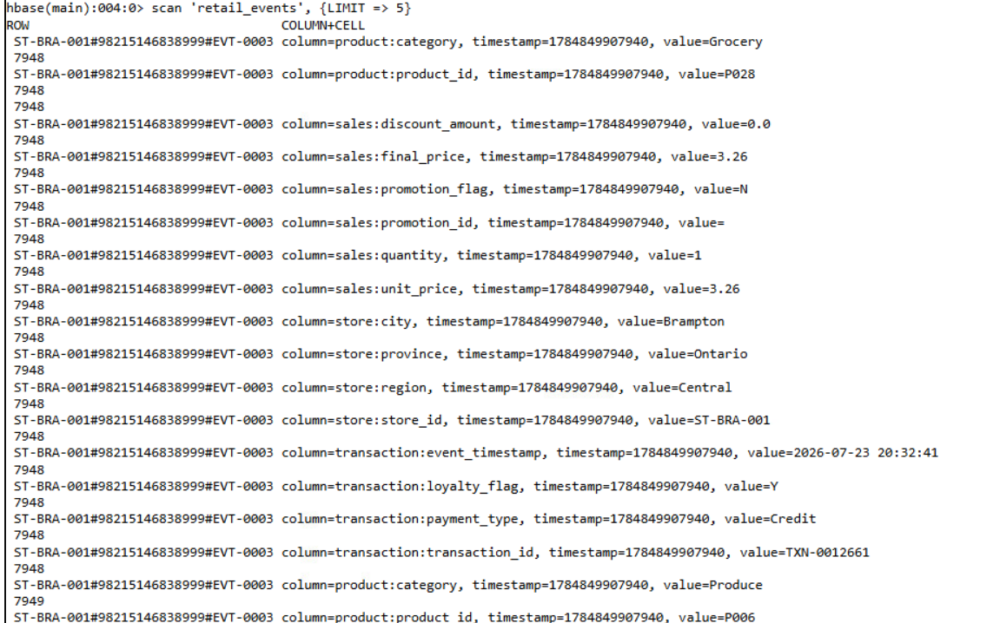 hbase(main):004:0> scan 'retail_events', {LIMIT => 5}
ROW COLUMN+CELL
ST-BRA-001#98215146838999#EVT-0003 column=product:category, timestamp=1784849907940, value=Grocery
7948
ST-BRA-001#98215146838999#EVT-0003 column=product:product_id, timestamp=1784849907940, value=P028
7948
7948
ST-BRA-001#98215146838999#EVT-0003 column=sales:discount_amount, timestamp=1784849907940, value=0.0
7948
ST-BRA-001#98215146838999#EVT-0003 column=sales:final_price, timestamp=1784849907940, value=3.26
7948
ST-BRA-001#98215146838999#EVT-0003 column=sales:promotion_flag, timestamp=1784849907940, value=N
7948
ST-BRA-001#98215146838999#EVT-0003 column=sales:promotion_id, timestamp=1784849907940, value=
7948
ST-BRA-001#98215146838999#EVT-0003 column=sales:quantity, timestamp=1784849907940, value=1
7948
ST-BRA-001#98215146838999#EVT-0003 column=sales:unit_price, timestamp=1784849907940, value=3.26
7948
ST-BRA-001#98215146838999#EVT-0003 column=store:city, timestamp=1784849907940, value=Brampton
7948
ST-BRA-001#98215146838999#EVT-0003 column=store:province, timestamp=1784849907940, value=Ontario
7948
ST-BRA-001#98215146838999#EVT-0003 column=store:region, timestamp=1784849907940, value=Central
7948
ST-BRA-001#98215146838999#EVT-0003 column=store:store_id, timestamp=1784849907940, value=ST-BRA-001
7948
ST-BRA-001#98215146838999#EVT-0003 column=transaction:event_timestamp, timestamp=1784849907940, value=2026-07-23 20:32:41
7948
ST-BRA-001#98215146838999#EVT-0003 column=transaction:loyalty_flag, timestamp=1784849907940, value=Y
7948
ST-BRA-001#98215146838999#EVT-0003 column=transaction:payment_type, timestamp=1784849907940, value=Credit
7948
ST-BRA-001#98215146838999#EVT-0003 column=transaction:transaction_id, timestamp=1784849907940, value=TXN-0012661
7948
ST-BRA-001#98215146838999#EVT-0003 column=product:category, timestamp=1784849907940, value=Produce
7949
ST-BRA-001#98215146838999#EVT-0003 column=product:product_id, timestamp=1784849907940, value=P006